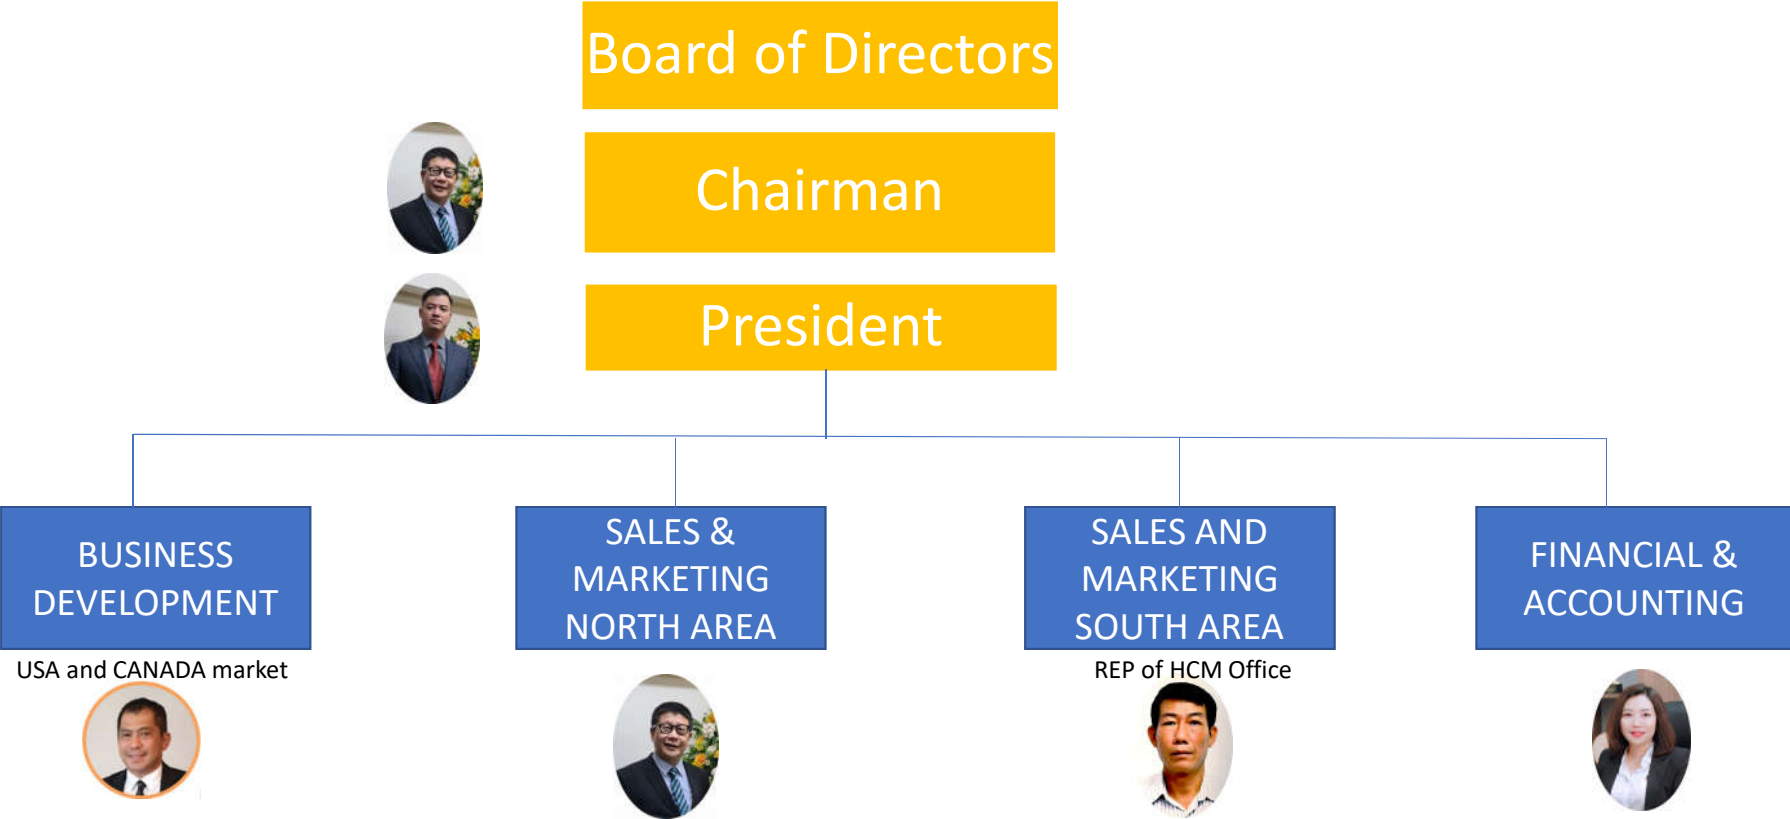 Board of Directors
Chairman
President
BUSINESS
DEVELOPMENT
SALES &
MARKETING
NORTH AREA
SALES AND
MARKETING
SOUTH AREA
FINANCIAL &
ACCOUNTING
USA and CANADA market
REP of HCM Office